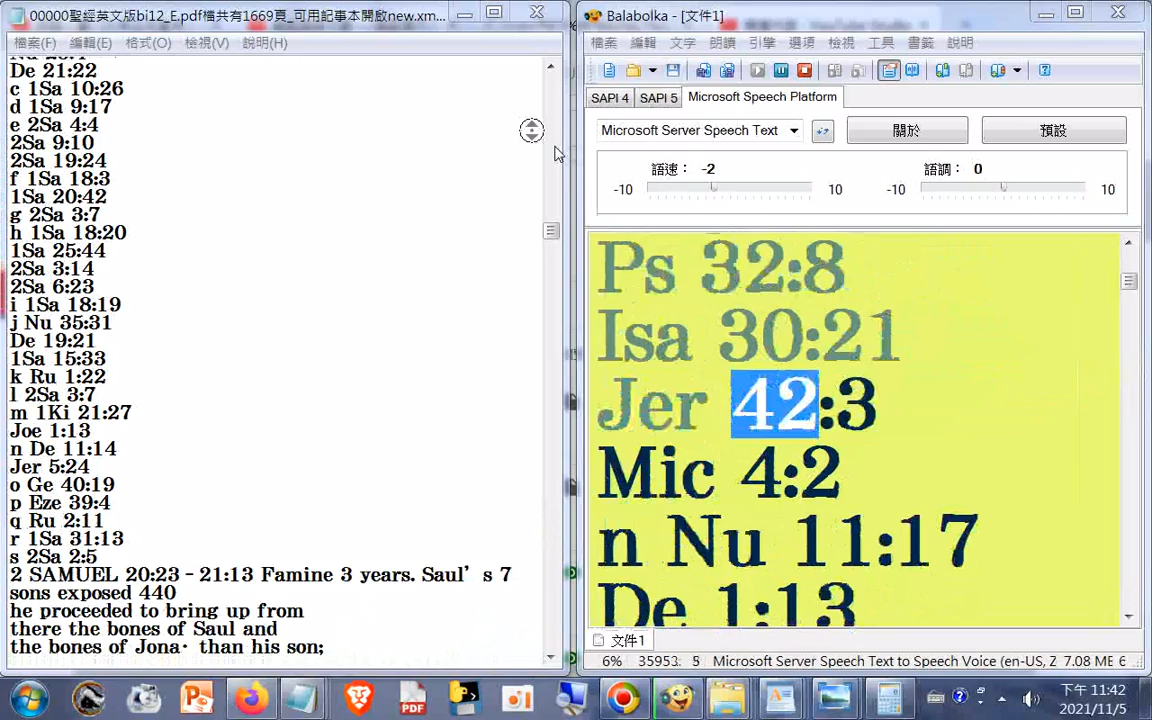 00000聖經英文版bi12_E.pdf檔共有1669頁_可用記事本開啟new.xm...
檔案(F) 編輯(E) 格式(O) 檢視(V) 說明(H)
De 21:22
c 1Sa 10:26
d 1Sa 9:17
e 2Sa 4:4
2Sa 9:10
2Sa 19:24
f 1Sa 18:3
1Sa 20:42
g 2Sa 3:7
h 1Sa 18:20
1Sa 25:44
2Sa 3:14
2Sa 6:23
i 1Sa 18:19
j Nu 35:31
De 19:21
1Sa 15:33
k Ru 1:22
l 2Sa 3:7
m 1Ki 21:27
Joe 1:13
n De 11:14
Jer 5:24
o Ge 40:19
p Eze 39:4
q Ru 2:11
r 1Sa 31:13
s 2Sa 2:5
2 SAMUEL 20:23–21:13 Famine 3 years. Saul's 7
sons exposed 440
he proceeded to bring up from
there the bones of Saul and
the bones of Jona· than his son;
Balabolka - [文件1]
檔案 編輯 文字 朗讀 引擎 選項 檢視 工具 書籤 說明
SAPI 4 SAPI 5 Microsoft Speech Platform
Microsoft Server Speech Text
關於
預設
語速： -2
語調： 0
-10 10 -10 10
Ps 32:8
Isa 30:21
Jer 42:3
Mic 4:2
n Nu 11:17
De 1:13
文件1
6% 35953: 5 Microsoft Server Speech Text to Speech Voice (en-US, Z 7.08 MB 6
PDF
下午 11:42
2021/11/5